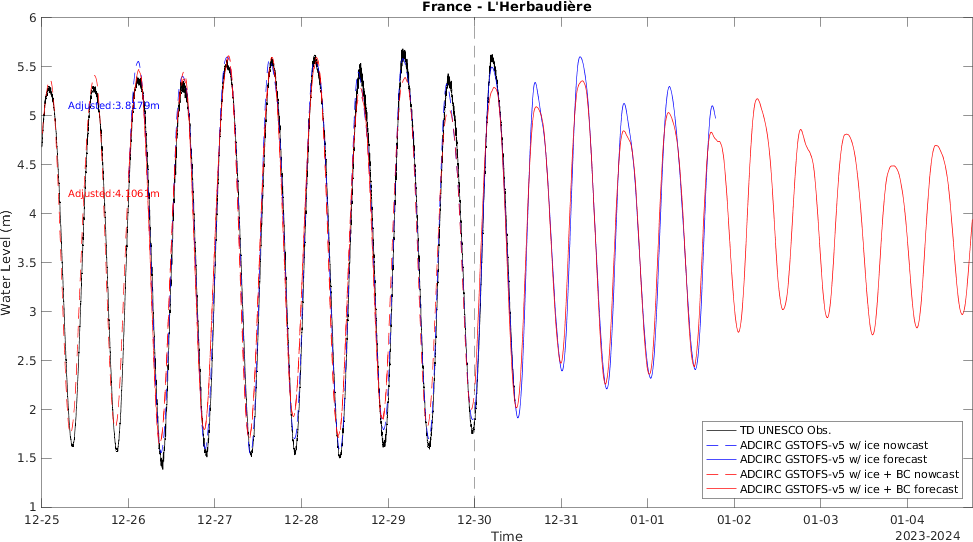 France - L'Herbaudière
6
5.5
5
4.5
4
3.5
3
2.5
2
1.5
1
Water Level (m)
Adjusted:3.8179m
Adjusted:4.1061m
TD UNESCO Obs.
ADCIRC GSTOFS-v5 w/ ice nowcast
ADCIRC GSTOFS-v5 w/ ice forecast
ADCIRC GSTOFS-v5 w/ ice + BC nowcast
ADCIRC GSTOFS-v5 w/ ice + BC forecast
12-25 12-26 12-27 12-28 12-29 12-30 12-31 01-01 01-02 01-03 01-04
Time
2023-2024